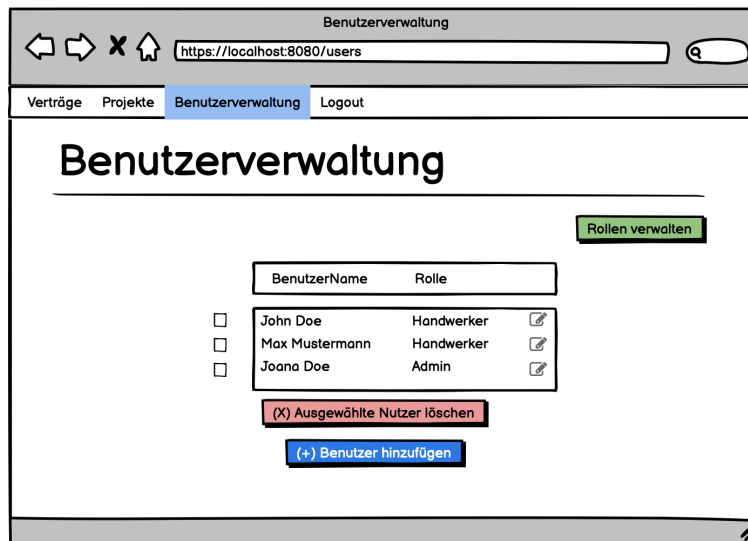 Benutzerverwaltung
https://localhost:8080/users
Verträge Projekte Benutzerverwaltung Logout
Benutzerverwaltung
Rollen verwalten
BenutzerName Rolle
John Doe Handwerker
Max Mustermann Handwerker
Joana Doe Admin
(X) Ausgewählte Nutzer löschen
(+) Benutzer hinzufügen